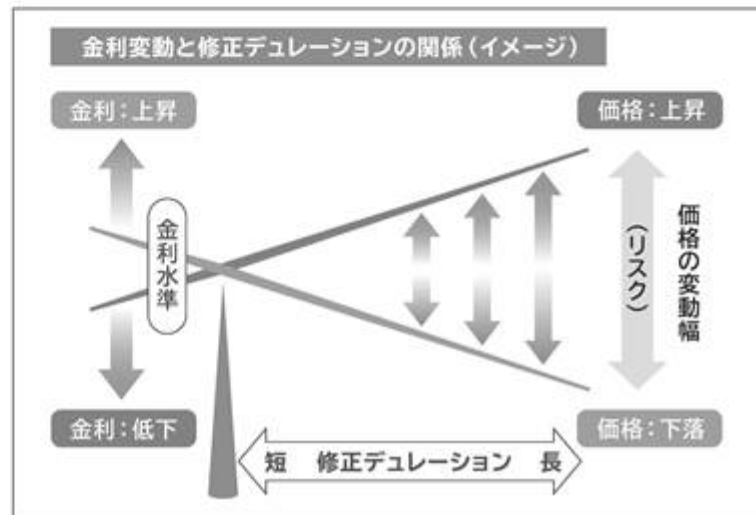 金利変動と修正デュレーションの関係（イメージ）
金利：上昇
価格：上昇
金利水準
価格の変動幅
（リスク）
金利：低下
短 修正デュレーション 長
価格：下落